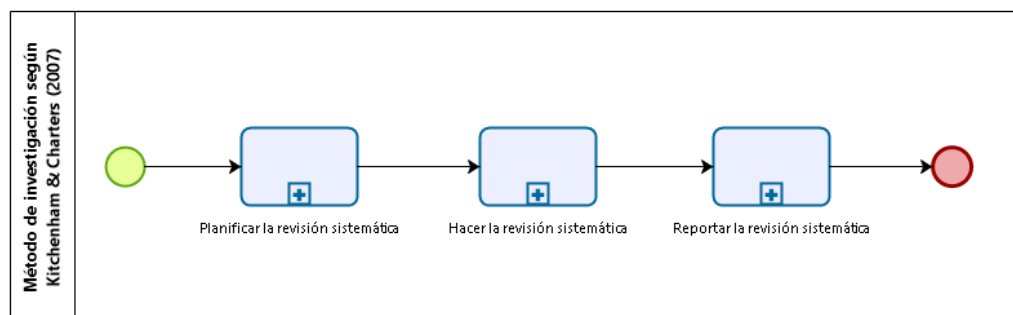 Método de investigación según
Kitchenham & Charters (2007)
Planificar la revisión sistemática
Hacer la revisión sistemática
Reportar la revisión sistemática